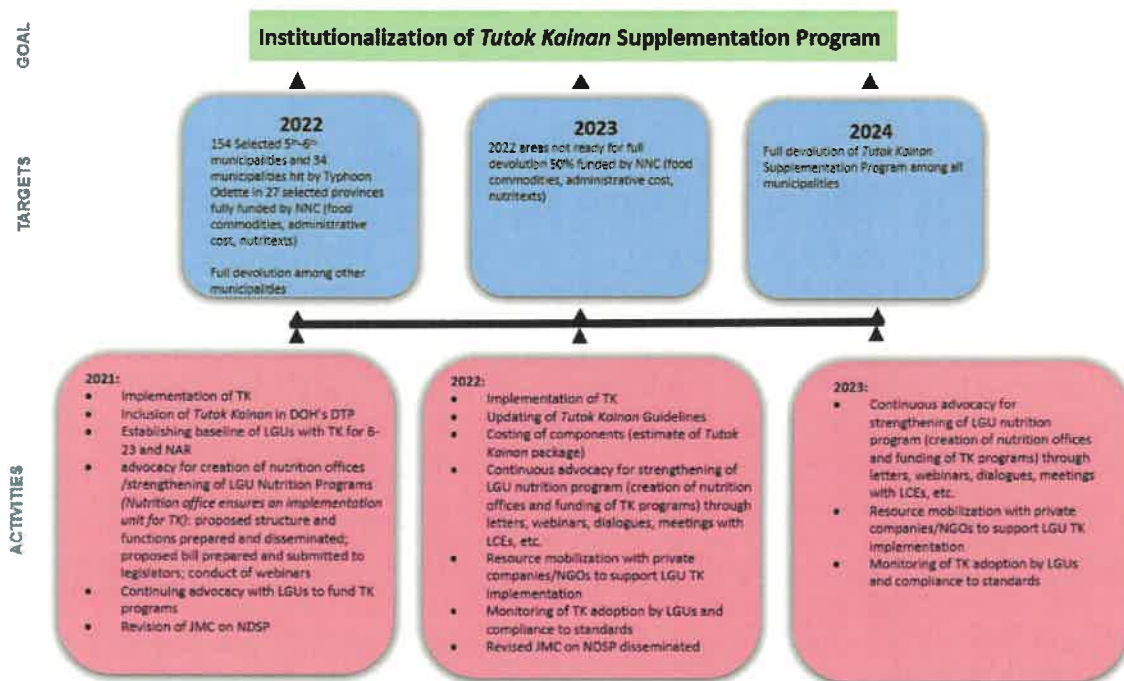 GOAL
Institutionalization of Tutok Kainan Supplementation Program
TARGETS
2022
154 Selected 5th-6th
municipalities and 34
municipalities hit by Typhoon
Odette in 27 selected provinces
fully funded by NNC (food
commodities, administrative
cost, nutritexts)
Full devolution among other
municipalities
2023
2022 areas not ready for full
devolution 50% funded by NNC (food
commodities, administrative cost,
nutritexts)
2024
Full devolution of Tutok Kainan
Supplementation Program among all
municipalities
ACTIVITIES
2021:
• Implementation of TK
• Inclusion of Tutok Kainan in DOH's DTP
• Establishing baseline of LGUs with TK for 6-
23 and NAR
• advocacy for creation of nutrition offices
/strengthening of LGU Nutrition Programs
(Nutrition office ensures an implementation
unit for TK): proposed structure and
functions prepared and disseminated;
proposed bill prepared and submitted to
legislators; conduct of webinars
• Continuing advocacy with LGUs to fund TK
programs
• Revision of JMC on NDSP
2022:
• Implementation of TK
• Updating of Tutok Kainan Guidelines
• Costing of components (estimate of Tutok
Kainan package)
• Continuous advocacy for strengthening of
LGU nutrition program (creation of nutrition
offices and funding of TK programs) through
letters, webinars, dialogues, meetings with
LCEs, etc.
• Resource mobilization with private
companies/NGOs to support LGU TK
implementation
• Monitoring of TK adoption by LGUs and
compliance to standards
• Revised JMC on NDSP disseminated
2023:
• Continuous advocacy for
strengthening of LGU nutrition
program (creation of nutrition offices
and funding of TK programs) through
letters, webinars, dialogues, meetings
with LCEs, etc.
• Resource mobilization with private
companies/NGOs to support LGU TK
implementation
• Monitoring of TK adoption by LGUs
and compliance to standards